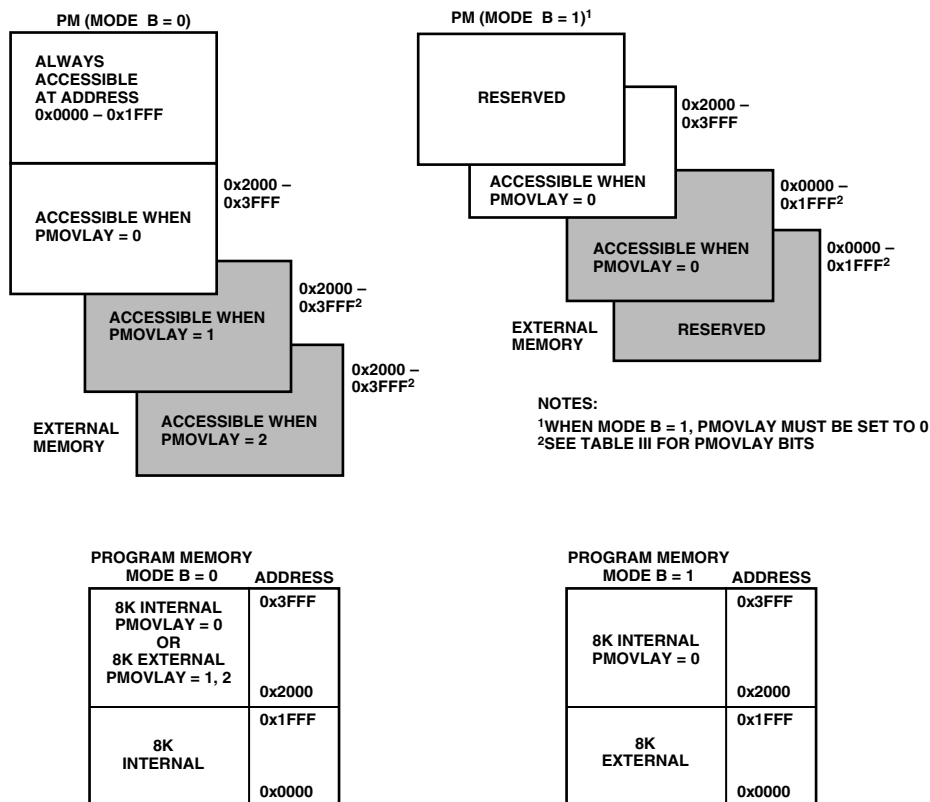 PM (MODE B = 0)
ALWAYS
ACCESSIBLE
AT ADDRESS
0x0000 – 0x1FFF
0x2000 –
0x3FFF
ACCESSIBLE WHEN
PMOVLAY = 0
0x2000 –
0x3FFF²
ACCESSIBLE WHEN
PMOVLAY = 1
0x2000 –
0x3FFF²
ACCESSIBLE WHEN
PMOVLAY = 2
EXTERNAL
MEMORY
PM (MODE B = 1)¹
RESERVED
0x2000 –
0x3FFF
ACCESSIBLE WHEN
PMOVLAY = 0
0x0000 –
0x1FFF²
ACCESSIBLE WHEN
PMOVLAY = 0
0x0000 –
0x1FFF²
EXTERNAL
MEMORY
RESERVED
NOTES:
¹WHEN MODE B = 1, PMOVLAY MUST BE SET TO 0
²SEE TABLE III FOR PMOVLAY BITS
PROGRAM MEMORY
MODE B = 0
ADDRESS
8K INTERNAL
PMOVLAY = 0
OR
8K EXTERNAL
PMOVLAY = 1, 2
0x3FFF
0x2000
8K
INTERNAL
0x1FFF
0x0000
PROGRAM MEMORY
MODE B = 1
ADDRESS
8K INTERNAL
PMOVLAY = 0
0x3FFF
0x2000
8K
EXTERNAL
0x1FFF
0x0000